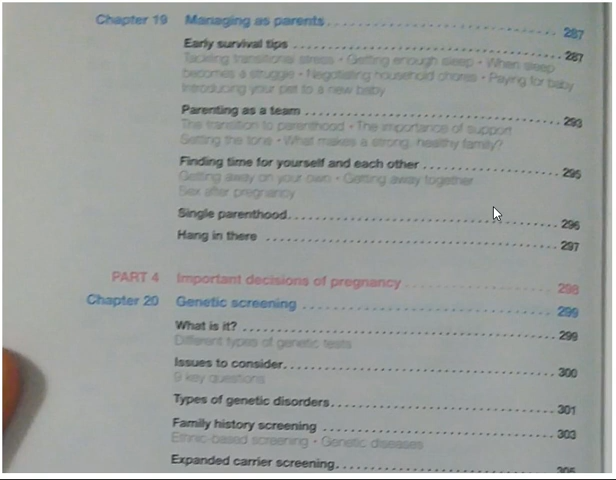 Chapter 19 Managing as parents 287
Early survival tips 287
Tackling transitional stress • Getting enough sleep • When sleep
becomes a struggle • Negotiating household chores • Paying for baby
Introducing your pet to a new baby
Parenting as a team 293
The transition to parenthood • The importance of support
Setting the tone • What makes a strong, healthy family?
Finding time for yourself and each other 295
Getting away on your own • Getting away together
Sex after pregnancy
Single parenthood 296
Hang in there 297
PART 4 Important decisions of pregnancy 298
Chapter 20 Genetic screening 299
What is it? 299
Different types of genetic tests
Issues to consider 300
9 key questions
Types of genetic disorders 301
Family history screening 303
Ethnic-based screening • Genetic diseases
Expanded carrier screening 305